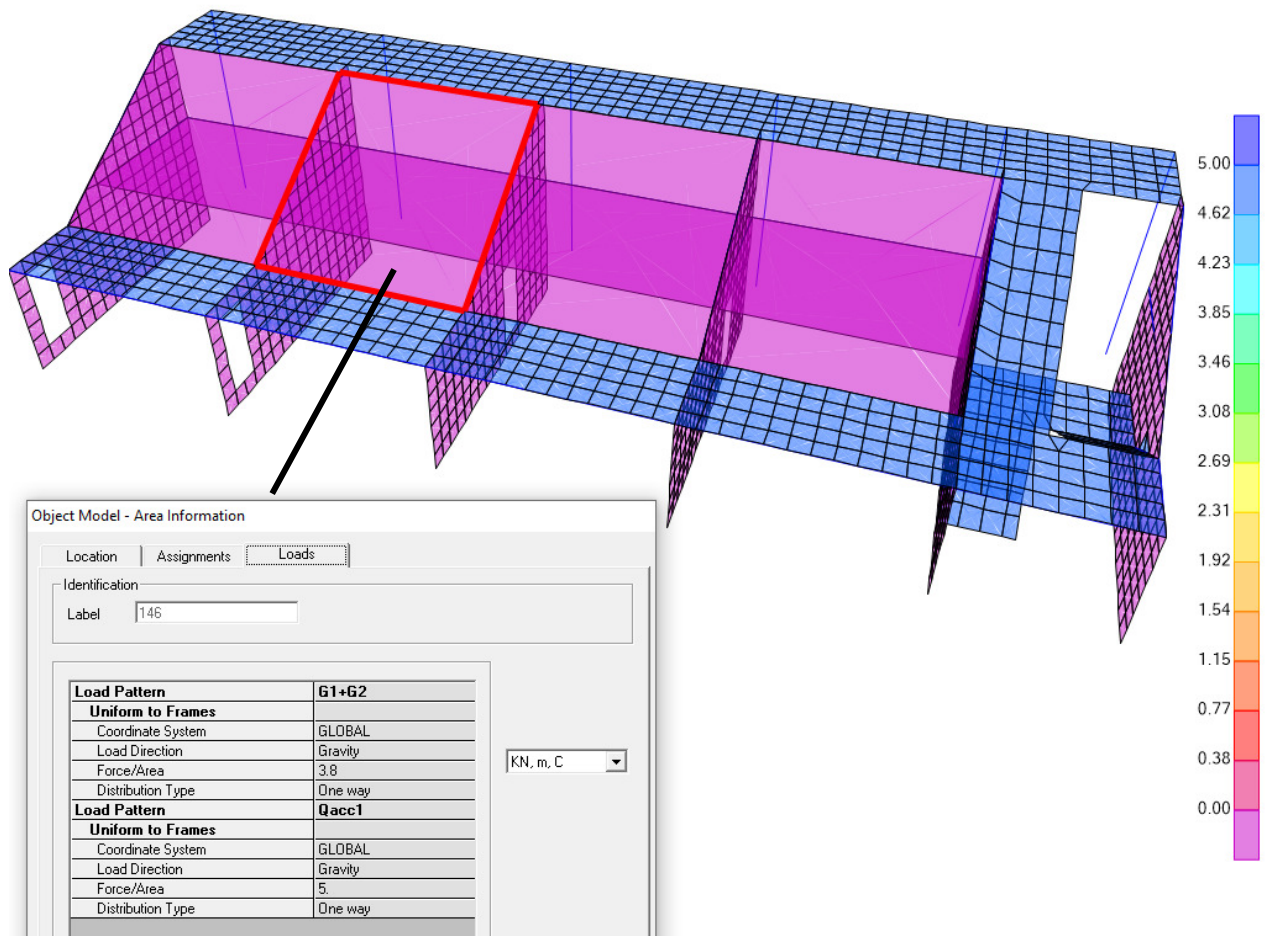 5.00
4.62
4.23
3.85
3.46
3.08
2.69
2.31
1.92
1.54
1.15
0.77
0.38
0.00
Object Model - Area Information
Location Assignments Loads
Identification
Label 146
Load Pattern G1+G2
Uniform to Frames
Coordinate System GLOBAL
Load Direction Gravity
Force/Area 3.8
Distribution Type One way
Load Pattern Qacc1
Uniform to Frames
Coordinate System GLOBAL
Load Direction Gravity
Force/Area 5.
Distribution Type One way
KN, m, C